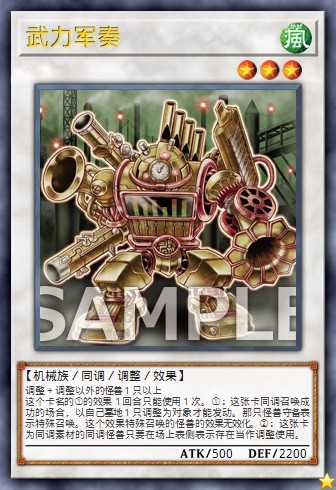 武力军奏
風
SAMPLE
【机械族／同调／调整／效果】
调整＋调整以外的怪兽1只以上
这个卡名的①的效果1回合只能使用1次。①：这张卡同调召唤成
功的场合，以自己墓地1只调整为对象才能发动。那只怪兽守备表
示特殊召唤。这个效果特殊召唤的怪兽的效果无效化。②：这张卡
为同调素材的同调怪兽只要在场上表侧表示存在当作调整使用。
ATK/500 DEF/2200